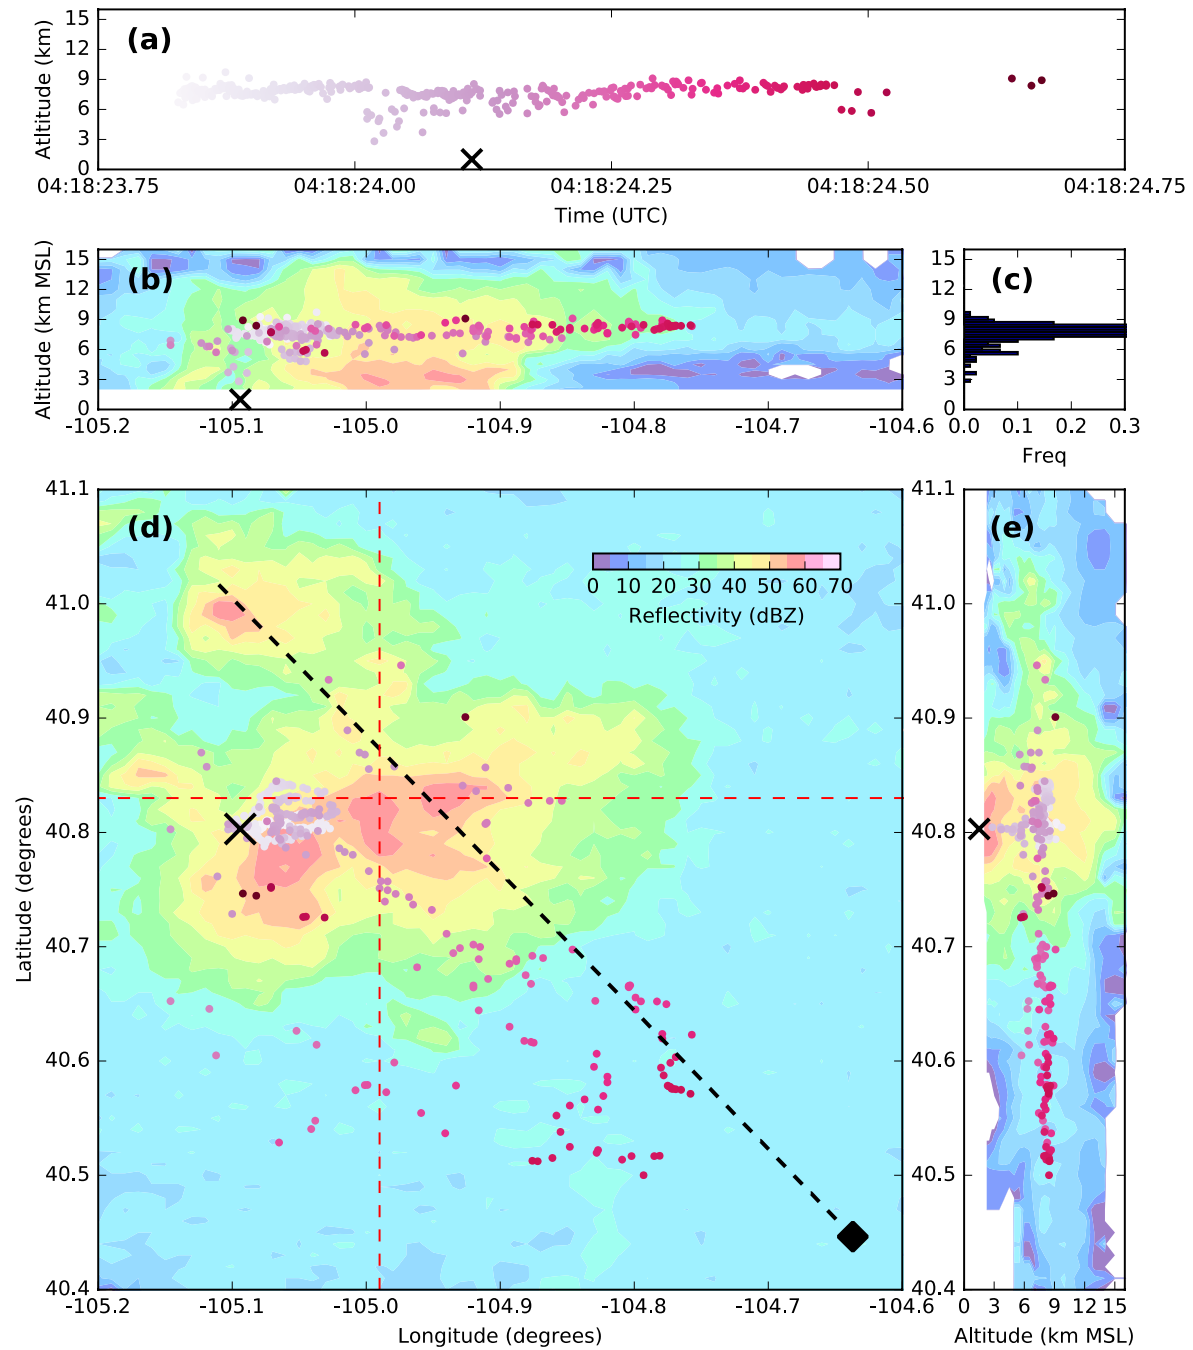 (a)
Atltitude (km)
15
12
9
6
3
0
04:18:23.75 04:18:24.00 04:18:24.25 04:18:24.50 04:18:24.75
Time (UTC)
(b)
Altitude (km MSL)
15
12
9
6
3
0
-105.2 -105.1 -105.0 -104.9 -104.8 -104.7 -104.6
(c)
15
12
9
6
3
0
0.0 0.1 0.2 0.3
Freq
(d)
Latitude (degrees)
41.1
41.0
40.9
40.8
40.7
40.6
40.5
40.4
0 10 20 30 40 50 60 70
Reflectivity (dBZ)
-105.2 -105.1 -105.0 -104.9 -104.8 -104.7 -104.6
Longitude (degrees)
(e)
41.1
41.0
40.9
40.8
40.7
40.6
40.5
40.4
0 3 6 9 12 15
Altitude (km MSL)